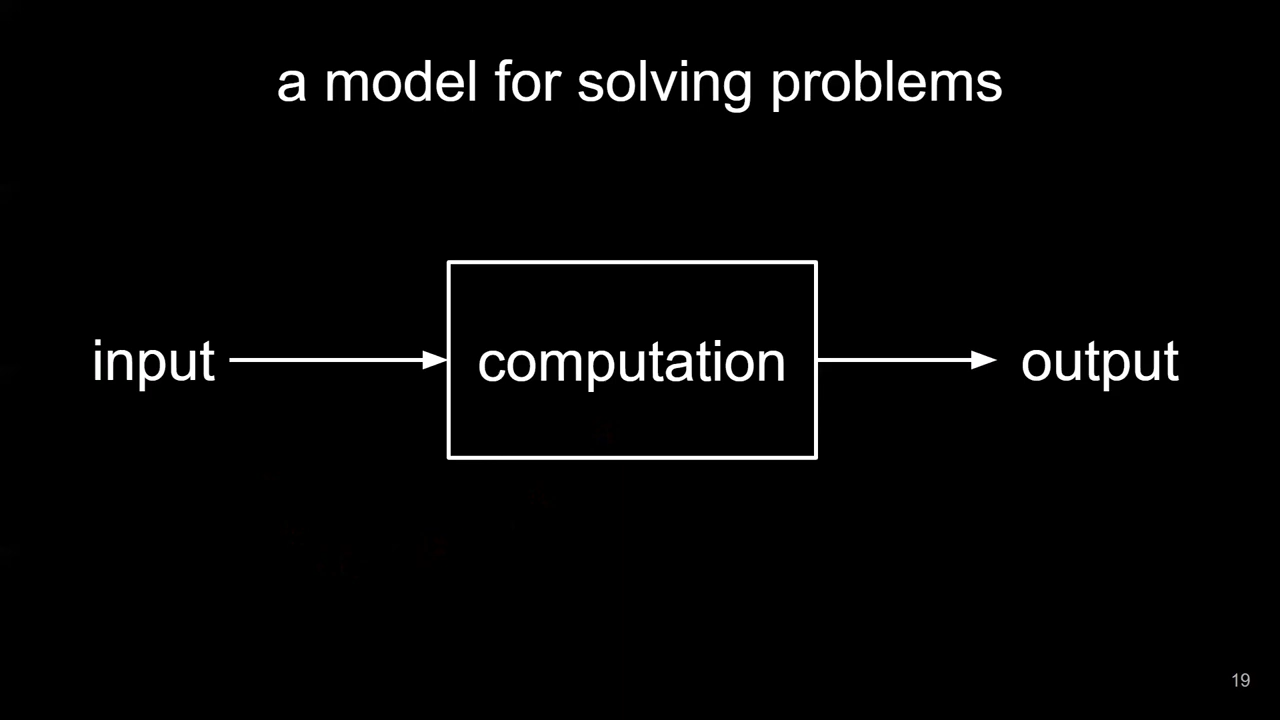 a model for solving problems
input
computation
output
19